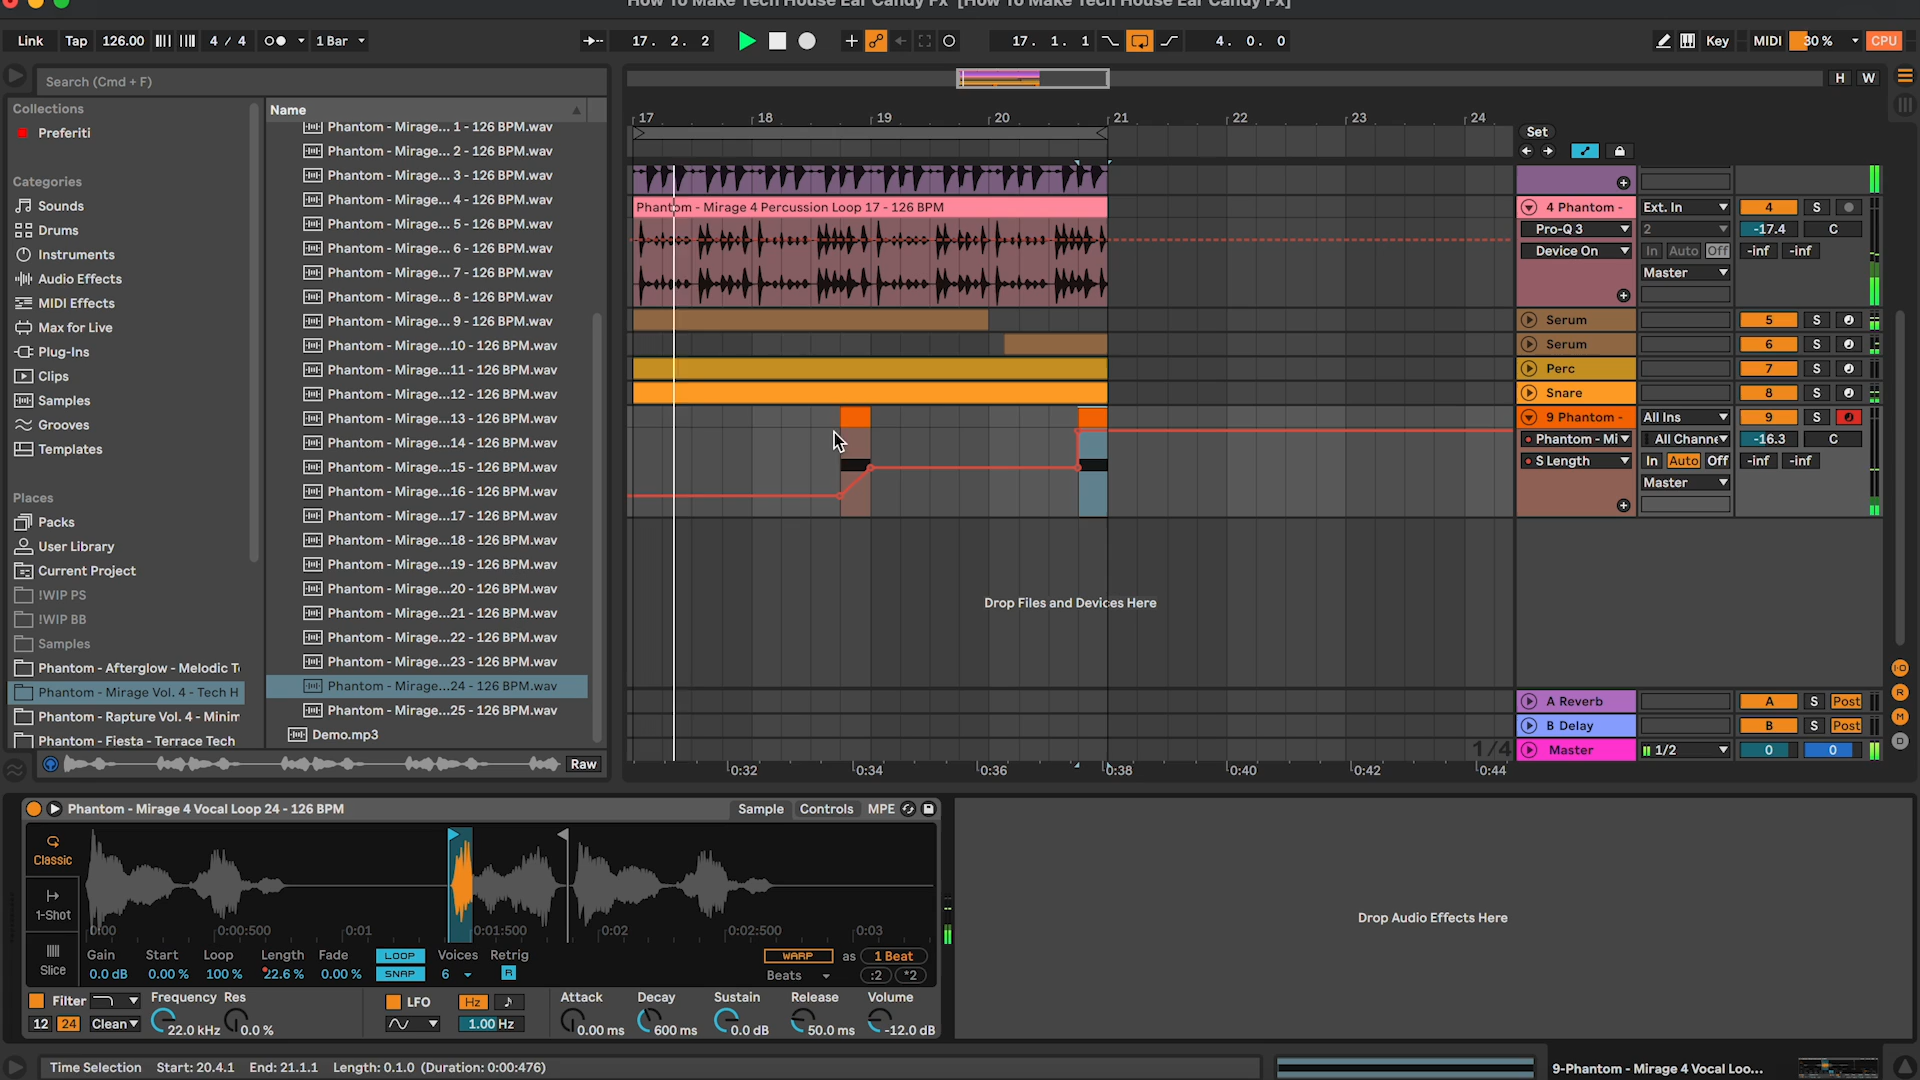 How To Make Tech House Ear Candy Fx [How To Make Tech House Ear Candy Fx]
Link Tap 126.00 4 / 4 1 Bar 17. 2. 2 17. 1. 1 4. 0. 0 Key MIDI 30 % CPU
Search (Cmd + F) H W
Collections
Preferiti
Categories
Sounds
Drums
Instruments
Audio Effects
MIDI Effects
Max for Live
Plug-Ins
Clips
Samples
Grooves
Templates
Places
Packs
User Library
Current Project
!WIP PS
!WIP BB
Samples
Phantom - Afterglow - Melodic T
Phantom - Mirage Vol. 4 - Tech H
Phantom - Rapture Vol. 4 - Minim
Phantom - Fiesta - Terrace Tech
Name
Phantom - Mirage... 1 - 126 BPM.wav
Phantom - Mirage... 2 - 126 BPM.wav
Phantom - Mirage... 3 - 126 BPM.wav
Phantom - Mirage... 4 - 126 BPM.wav
Phantom - Mirage... 5 - 126 BPM.wav
Phantom - Mirage... 6 - 126 BPM.wav
Phantom - Mirage... 7 - 126 BPM.wav
Phantom - Mirage... 8 - 126 BPM.wav
Phantom - Mirage... 9 - 126 BPM.wav
Phantom - Mirage...10 - 126 BPM.wav
Phantom - Mirage...11 - 126 BPM.wav
Phantom - Mirage...12 - 126 BPM.wav
Phantom - Mirage...13 - 126 BPM.wav
Phantom - Mirage...14 - 126 BPM.wav
Phantom - Mirage...15 - 126 BPM.wav
Phantom - Mirage...16 - 126 BPM.wav
Phantom - Mirage...17 - 126 BPM.wav
Phantom - Mirage...18 - 126 BPM.wav
Phantom - Mirage...19 - 126 BPM.wav
Phantom - Mirage...20 - 126 BPM.wav
Phantom - Mirage...21 - 126 BPM.wav
Phantom - Mirage...22 - 126 BPM.wav
Phantom - Mirage...23 - 126 BPM.wav
Phantom - Mirage...24 - 126 BPM.wav
Phantom - Mirage...25 - 126 BPM.wav
Demo.mp3
Raw
17 18 19 20 21 22 23 24
Set
Phantom - Mirage 4 Percussion Loop 17 - 126 BPM
4 Phantom - Ext. In 4 S
Pro-Q 3 2 -17.4 C
Device On In Auto Off -inf -inf
Master
Serum 5 S
Serum 6 S
Perc 7 S
Snare 8 S
9 Phantom - All Ins 9 S
Phantom - Mi All Channe -16.3 C
S Length In Auto Off -inf -inf
Master
Drop Files and Devices Here
I·O
R
M
D
A Reverb A S Post
B Delay B S Post
1/4 Master 1/2 0 0
0:32 0:34 0:36 0:38 0:40 0:42 0:44
Phantom - Mirage 4 Vocal Loop 24 - 126 BPM Sample Controls MPE
Classic
1-Shot
Slice
0:00 0:00:500 0:01 0:01:500 0:02 0:02:500 0:03
Gain Start Loop Length Fade LOOP Voices Retrig WARP as 1 Beat
0.0 dB 0.00 % 100 % 22.6 % 0.00 % SNAP 6 R Beats :2 *2
Filter Frequency Res LFO Hz Attack Decay Sustain Release Volume
12 24 Clean 22.0 kHz 0.0 % 1.00 Hz 0.00 ms 600 ms 0.0 dB 50.0 ms -12.0 dB
Drop Audio Effects Here
Time Selection Start: 20.4.1 End: 21.1.1 Length: 0.1.0 (Duration: 0:00:476) 9-Phantom - Mirage 4 Vocal Loo...